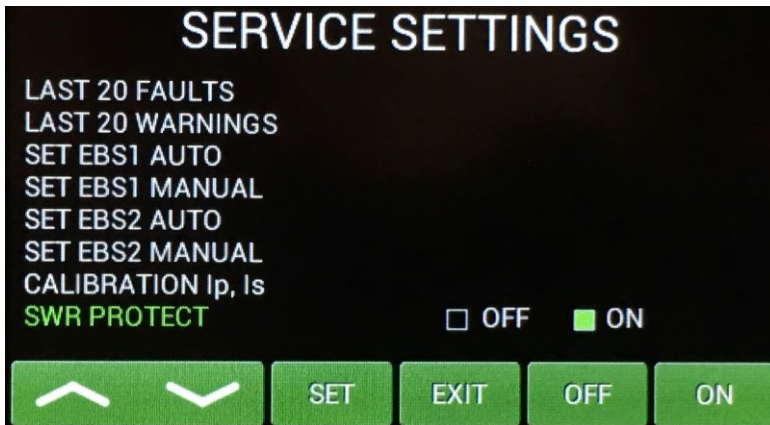 SERVICE SETTINGS
LAST 20 FAULTS
LAST 20 WARNINGS
SET EBS1 AUTO
SET EBS1 MANUAL
SET EBS2 AUTO
SET EBS2 MANUAL
CALIBRATION Ip, Is
SWR PROTECT OFF ON
SET EXIT OFF ON